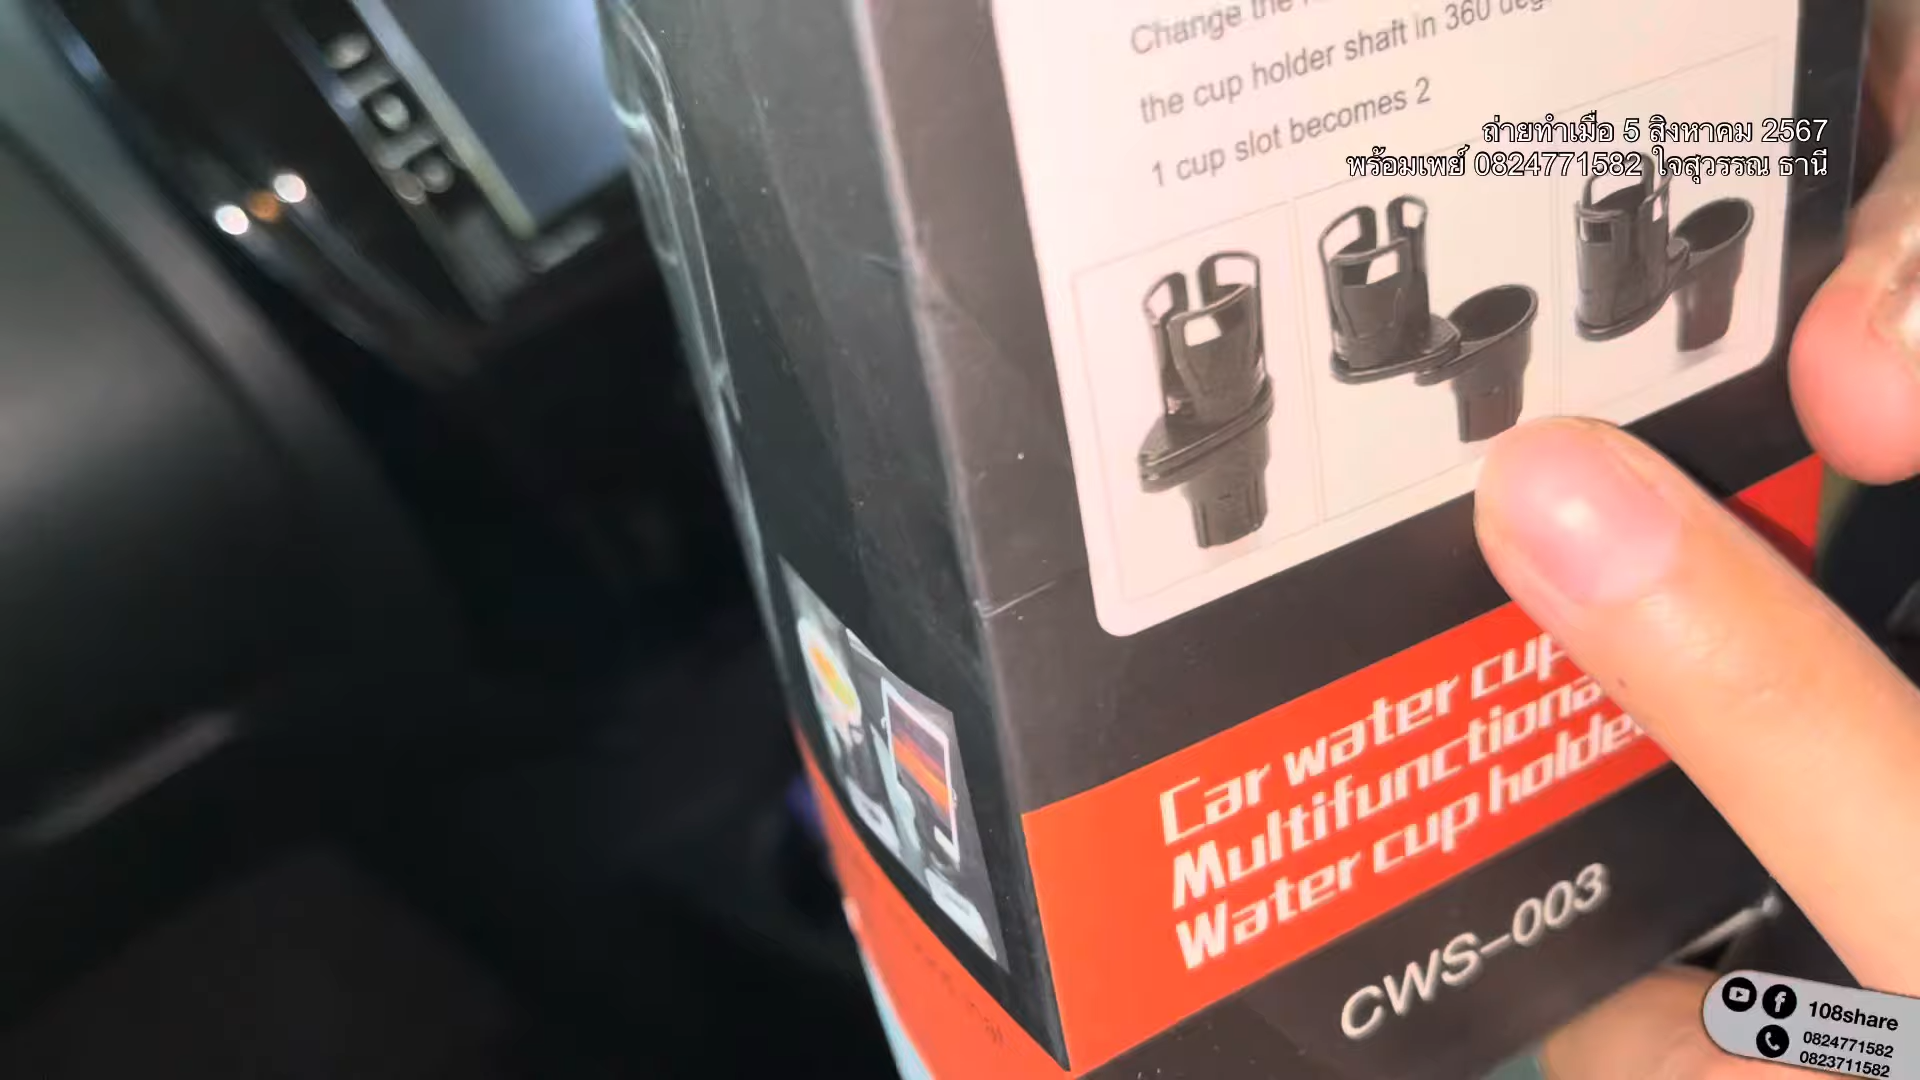 Change the
the cup holder shaft in 360
1 cup slot becomes 2
ถ่ายทำเมื่อ 5 สิงหาคม 2567
พร้อมเพย์ 0824771582 ใจสุวรรณ ธานี
Car water cup
Multifunctional
Water cup holder
CWS-003
108share
0824771582
0823711582